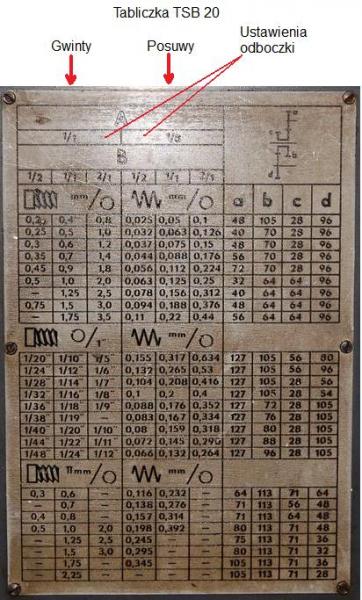 Tabliczka TSB 20
Gwinty Posuwy Ustawienia odboczki
A
1/1 1/8
B
1/2 1/1 2/1 1/2 1/1 2/1
mm/ mm/ a b c d
0,2 0,4 0,8 0,025 0,05 0,1 48 105 28 96
0,25 0,5 1,0 0,032 0,063 0,126 40 70 28 96
0,3 0,6 1,2 0,037 0,075 0,15 48 70 28 96
0,35 0,7 1,4 0,044 0,088 0,176 56 70 28 96
0,45 0,9 1,8 0,056 0,112 0,224 72 70 28 96
0,5 1,0 2,0 0,063 0,125 0,25 32 64 64 96
– 1,25 2,5 0,078 0,156 0,312 40 64 64 96
0,75 1,5 3,0 0,094 0,188 0,376 48 64 64 96
– 1,75 3,5 0,11 0,22 0,44 56 64 64 96
/1" mm/
1/20" 1/10" 1/5" 0,155 0,317 0,634 127 105 56 80
1/24" 1/12" 1/6" 0,132 0,265 0,53 127 105 56 96
1/28" 1/14" 1/7" 0,104 0,208 0,416 127 105 28 56
1/32" 1/16" 1/8" 0,1 0,2 0,4 127 105 28 54
1/36" 1/18" 1/9" 0,088 0,176 0,352 127 72 28 105
1/38" 1/19" – 0,083 0,167 0,334 127 76 28 105
1/40" 1/20" 1/10" 0,08 0,159 0,318 127 80 28 105
1/44" 1/22" 1/11" 0,072 0,145 0,290 127 88 28 105
1/48" 1/24" 1/12" 0,066 0,132 0,264 127 96 28 105
πmm/ mm/
0,3 0,6 – 0,116 0,232 – 64 113 71 64
– 0,7 – 0,138 0,276 – 71 113 56 48
0,4 0,8 – 0,157 0,314 – 71 113 64 48
0,5 1,0 2,0 0,198 0,392 – 80 113 71 48
– 1,25 2,5 0,245 – – 75 113 71 36
– 1,5 3,0 0,295 – – 80 113 71 32
– 1,75 – 0,345 – – 105 113 71 36
– 2,25 – – – – 105 113 71 28